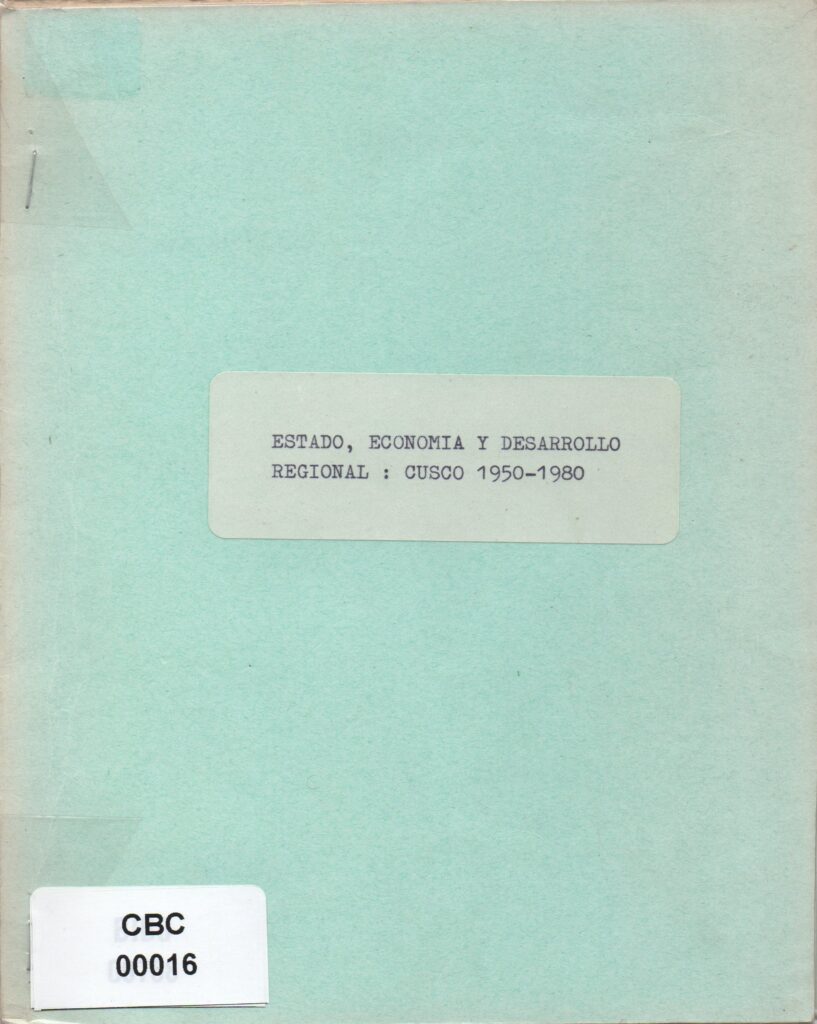 ESTADO, ECONOMIA Y DESARROLLO
REGIONAL : CUSCO 1950-1980
CBC
00016